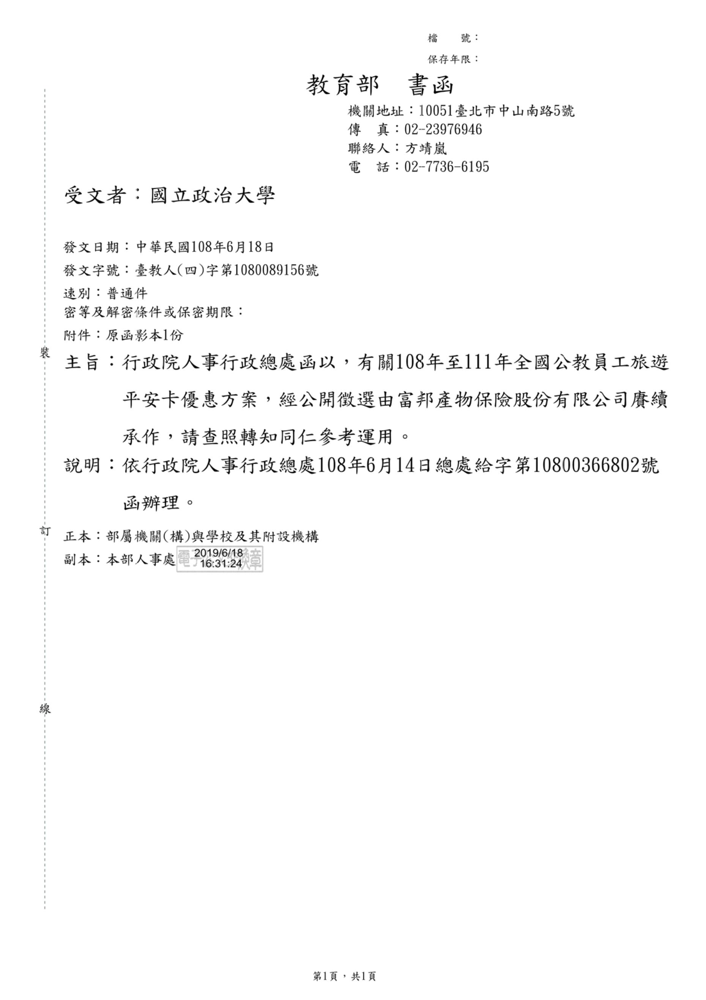 檔　　號：
保存年限：
教育部　書函
機關地址：10051臺北市中山南路5號
傳　真：02-23976946
聯絡人：方靖嵐
電　話：02-7736-6195
受文者：國立政治大學
發文日期：中華民國108年6月18日
發文字號：臺教人(四)字第1080089156號
速別：普通件
密等及解密條件或保密期限：
附件：原函影本1份
主旨：行政院人事行政總處函以，有關108年至111年全國公教員工旅遊
平安卡優惠方案，經公開徵選由富邦產物保險股份有限公司賡續
承作，請查照轉知同仁參考運用。
說明：依行政院人事行政總處108年6月14日總處給字第10800366802號
函辦理。
正本：部屬機關(構)與學校及其附設機構
副本：本部人事處
電子公文交換章
2019/6/18
16:31:24
裝
訂
線
第1頁，共1頁